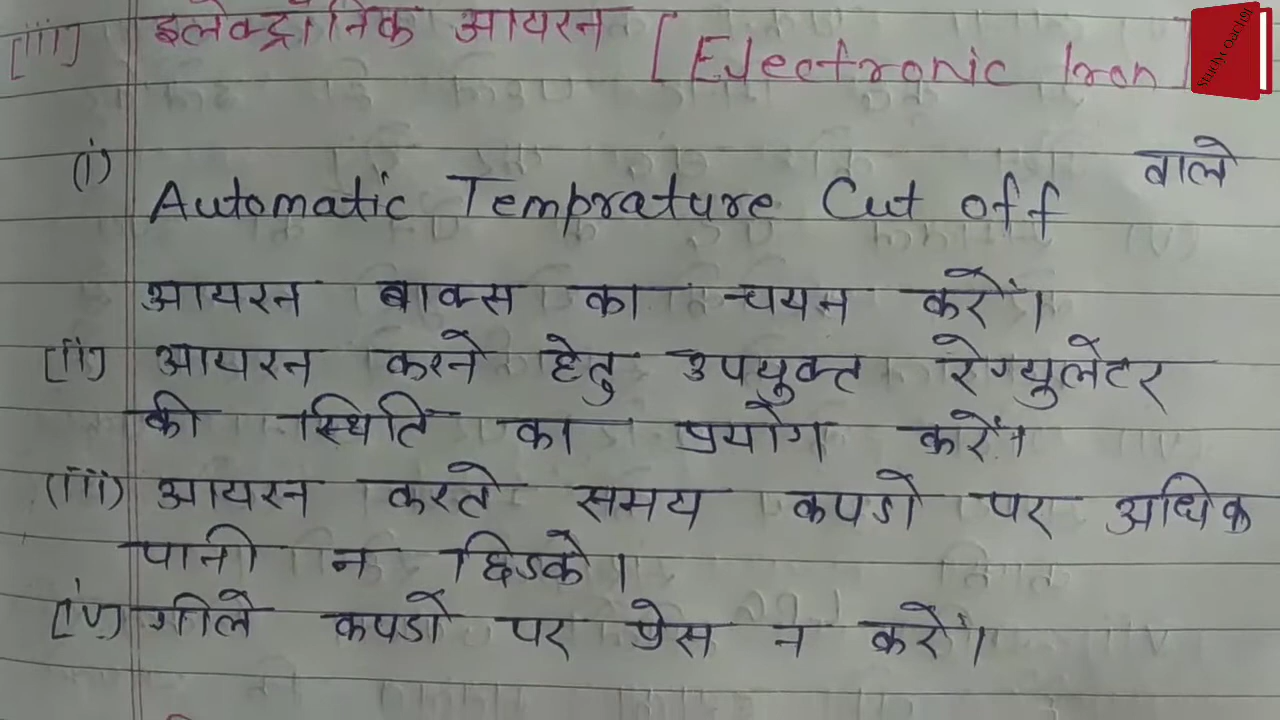 [iii] इलेक्ट्रॉनिक आयरन [Electronic Iron]
(i) Automatic Temprature Cut off वाले
आयरन बाक्स का चयन करें।
[ii] आयरन करने हेतु उपयुक्त रेग्युलेटर
की स्थिति का प्रयोग करें।
(iii) आयरन करते समय कपडो पर अधिक
पानी न छिडके।
[iv] गीले कपडो पर प्रेस न करें।